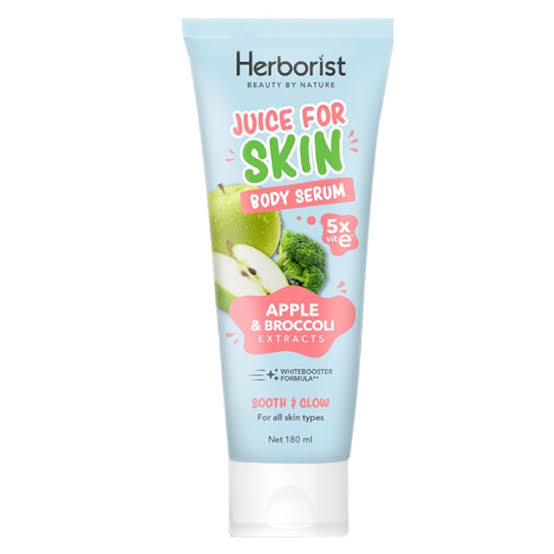 Herborist
BEAUTY BY NATURE
JUICE FOR
SKIN
BODY SERUM
5x
vit e
APPLE
& BROCCOLI
EXTRACTS
WHITEBOOSTER
FORMULA**
SOOTH & GLOW
For all skin types
Net 180 ml